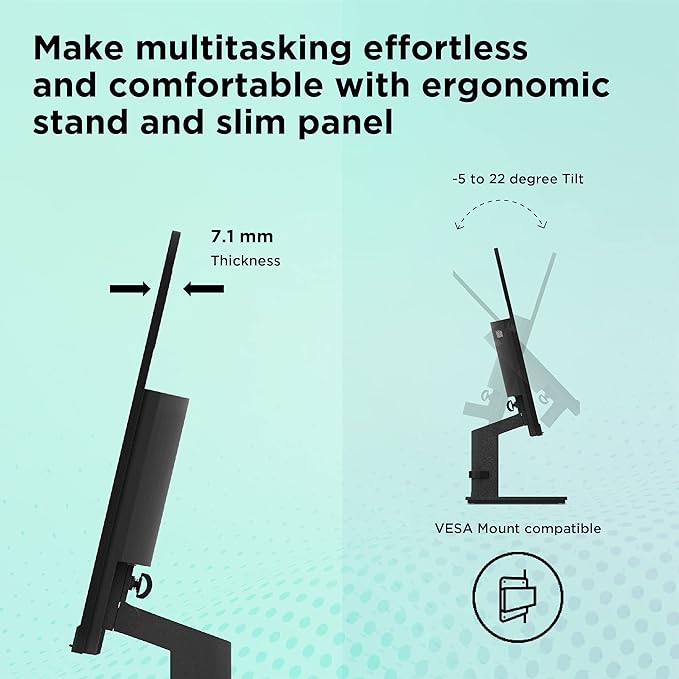 Make multitasking effortless
and comfortable with ergonomic
stand and slim panel
7.1 mm
Thickness
-5 to 22 degree Tilt
VESA Mount compatible